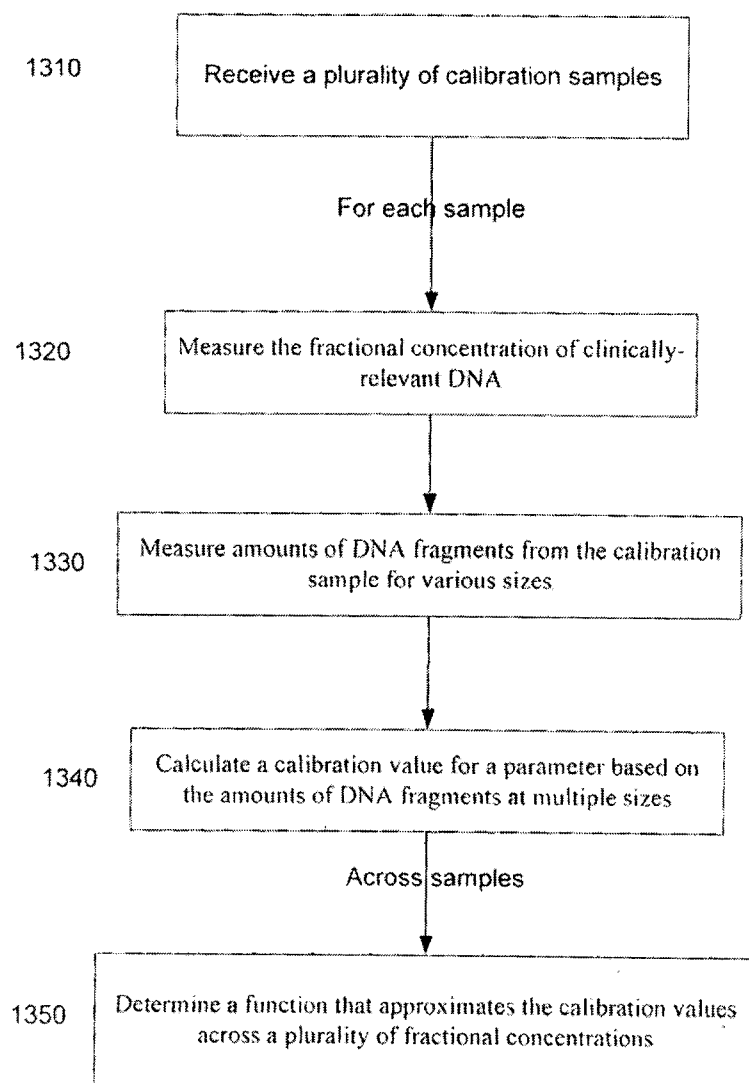 1310
Receive a plurality of calibration samples
For each sample
1320
Measure the fractional concentration of clinically-
relevant DNA
1330
Measure amounts of DNA fragments from the calibration
sample for various sizes
1340
Calculate a calibration value for a parameter based on
the amounts of DNA fragments at multiple sizes
Across samples
1350
Determine a function that approximates the calibration values
across a plurality of fractional concentrations